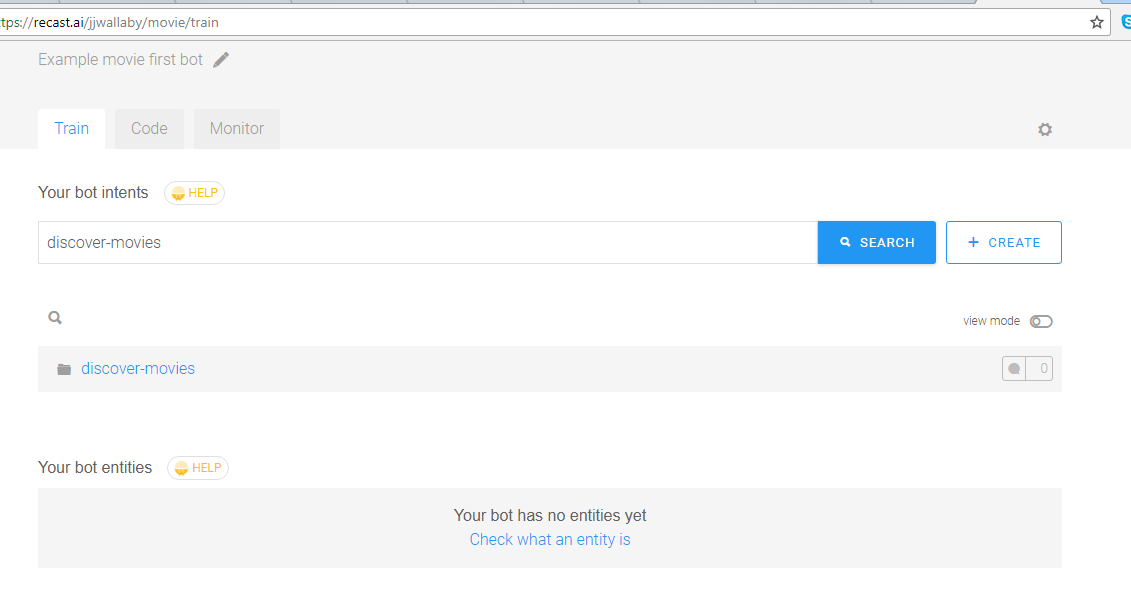 ttps://recast.ai/jjwallaby/movie/train
Example movie first bot
Train Code Monitor
Your bot intents HELP
discover-movies SEARCH + CREATE
view mode
discover-movies 0
Your bot entities HELP
Your bot has no entities yet
Check what an entity is